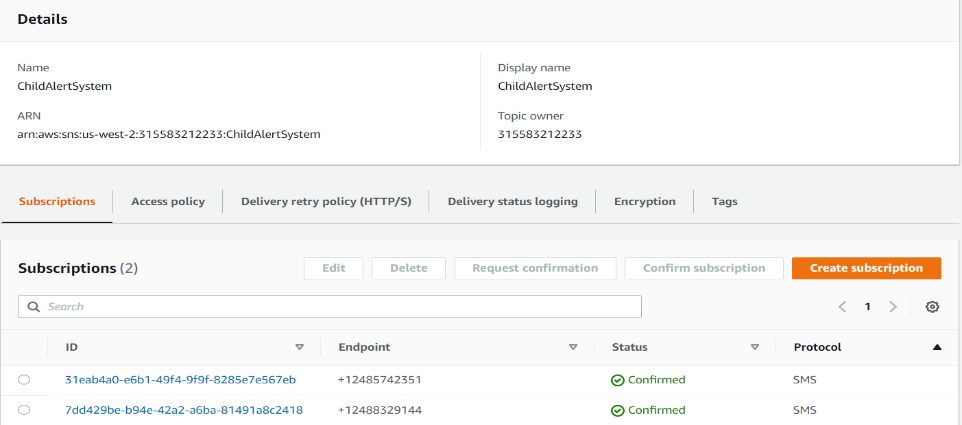 Details
Name
ChildAlertSystem
Display name
ChildAlertSystem
ARN
arn:aws:sns:us-west-2:315583212233:ChildAlertSystem
Topic owner
315583212233
Subscriptions Access policy Delivery retry policy (HTTP/S) Delivery status logging Encryption Tags
Subscriptions (2) Edit Delete Request confirmation Confirm subscription Create subscription
Search 1
ID Endpoint Status Protocol
31eab4a0-e6b1-49f4-9f9f-8285e7e567eb +12485742351 Confirmed SMS
7dd429be-b94e-42a2-a6ba-81491a8c2418 +12488329144 Confirmed SMS